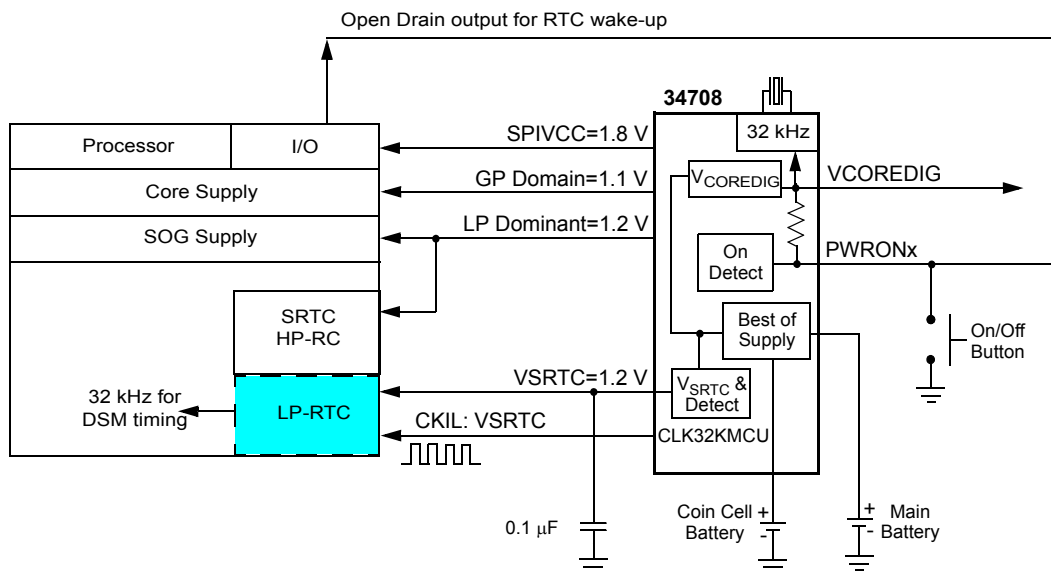 Open Drain output for RTC wake-up
34708
32 kHz
Processor
I/O
SPIVCC=1.8 V
Core Supply
GP Domain=1.1 V
VCOREDIG
VCOREDIG
SOG Supply
LP Dominant=1.2 V
On
Detect
PWRONx
SRTC
HP-RC
Best of
Supply
On/Off
Button
VSRTC=1.2 V
VSRTC &
Detect
32 kHz for
DSM timing
LP-RTC
CKIL: VSRTC
CLK32KMCU
0.1 μF
Coin Cell
Battery
+
-
+
-
Main
Battery